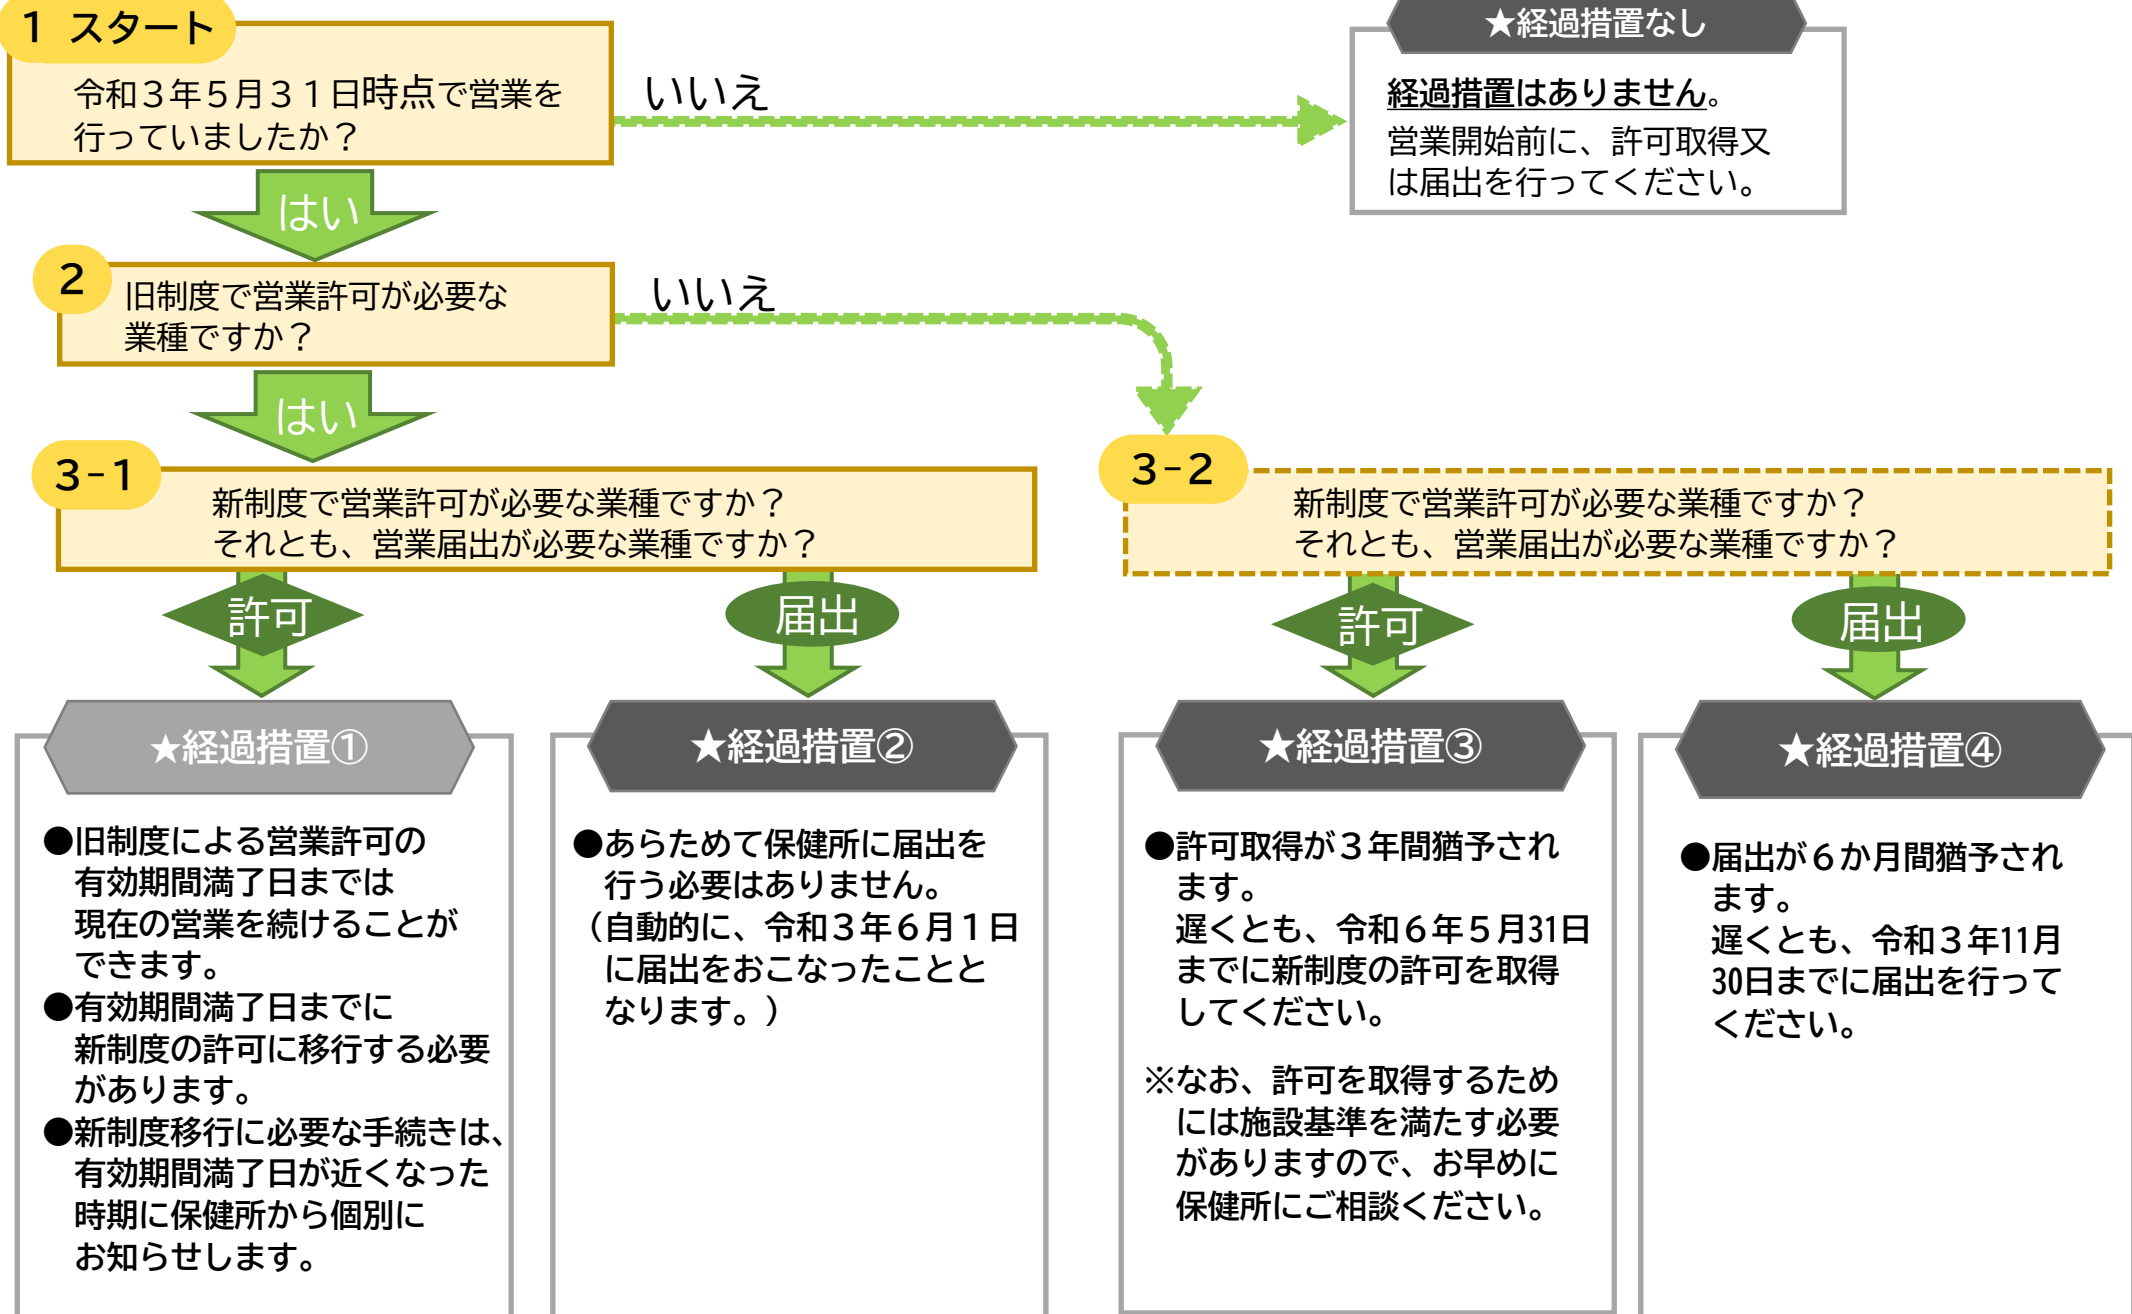 1 スタート
令和３年５月３１日時点で営業を
行っていましたか？
いいえ
★経過措置なし
経過措置はありません。
営業開始前に、許可取得又
は届出を行ってください。
はい
2
旧制度で営業許可が必要な
業種ですか？
いいえ
はい
3-1
新制度で営業許可が必要な業種ですか？
それとも、営業届出が必要な業種ですか？
3-2
新制度で営業許可が必要な業種ですか？
それとも、営業届出が必要な業種ですか？
許可
届出
許可
届出
★経過措置①
●旧制度による営業許可の
有効期間満了日までは
現在の営業を続けることが
できます。
●有効期間満了日までに
新制度の許可に移行する必要
があります。
●新制度移行に必要な手続きは、
有効期間満了日が近くなった
時期に保健所から個別に
お知らせします。
★経過措置②
●あらためて保健所に届出を
行う必要はありません。
（自動的に、令和３年６月１日
に届出をおこなったことと
なります。）
★経過措置③
●許可取得が３年間猶予され
ます。
遅くとも、令和６年５月31日
までに新制度の許可を取得
してください。
※なお、許可を取得するため
には施設基準を満たす必要
がありますので、お早めに
保健所にご相談ください。
★経過措置④
●届出が６か月間猶予され
ます。
遅くとも、令和３年11月
30日までに届出を行って
ください。